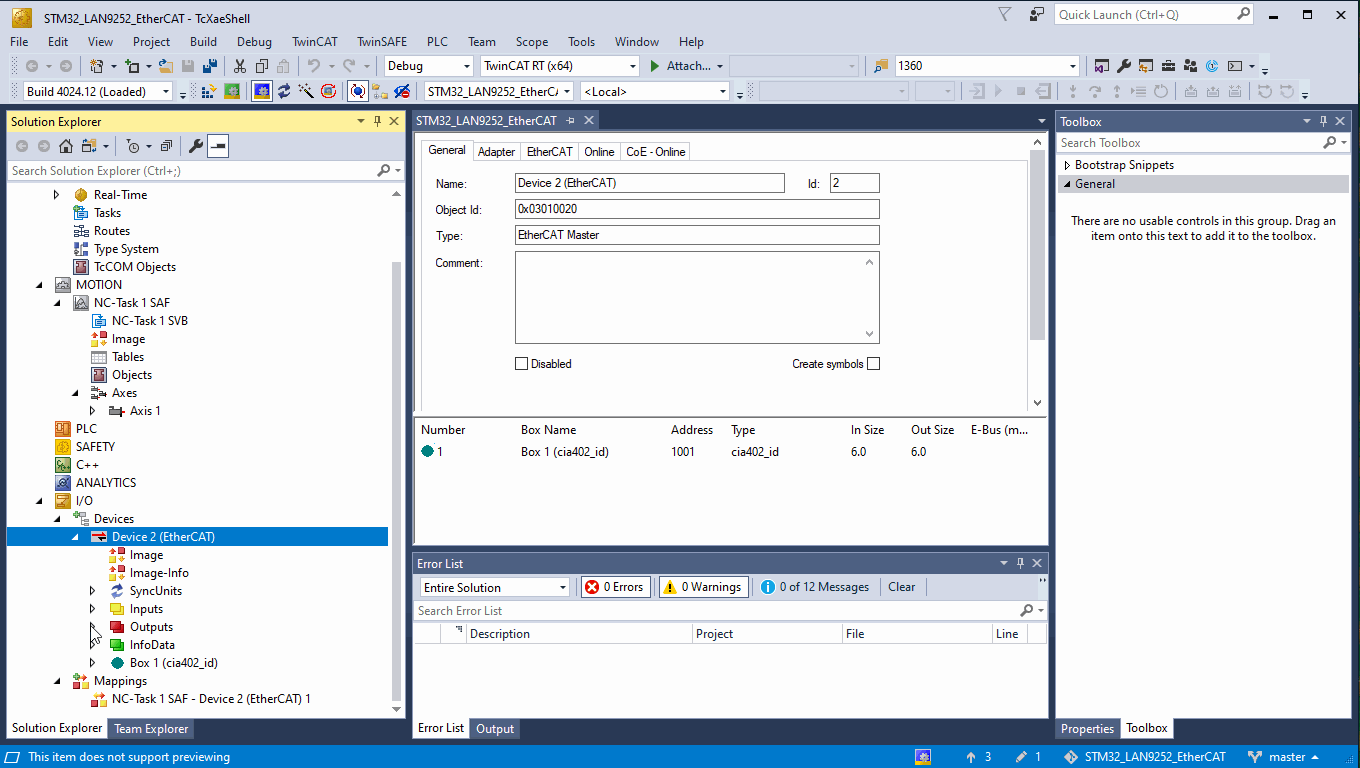 STM32_LAN9252_EtherCAT - TcXaeShell
Quick Launch (Ctrl+Q)
File Edit View Project Build Debug TwinCAT TwinSAFE PLC Team Scope Tools Window Help
Debug TwinCAT RT (x64) Attach... 1360
Build 4024.12 (Loaded) STM32_LAN9252_EtherCA <Local>
Solution Explorer
Search Solution Explorer (Ctrl+;)
Real-Time
Tasks
Routes
Type System
TcCOM Objects
MOTION
NC-Task 1 SAF
NC-Task 1 SVB
Image
Tables
Objects
Axes
Axis 1
PLC
SAFETY
C++
ANALYTICS
I/O
Devices
Device 2 (EtherCAT)
Image
Image-Info
SyncUnits
Inputs
Outputs
InfoData
Box 1 (cia402_id)
Mappings
NC-Task 1 SAF - Device 2 (EtherCAT) 1
Solution Explorer Team Explorer
STM32_LAN9252_EtherCAT
General Adapter EtherCAT Online CoE - Online
Name: Device 2 (EtherCAT) Id: 2
Object Id: 0x03010020
Type: EtherCAT Master
Comment:
Disabled Create symbols
Number Box Name Address Type In Size Out Size E-Bus (m...
1 Box 1 (cia402_id) 1001 cia402_id 6.0 6.0
Error List
Entire Solution 0 Errors 0 Warnings 0 of 12 Messages Clear
Search Error List
Description Project File Line
Error List Output
Toolbox
Search Toolbox
Bootstrap Snippets
General
There are no usable controls in this group. Drag an
item onto this text to add it to the toolbox.
Properties Toolbox
This item does not support previewing 3 1 STM32_LAN9252_EtherCAT master